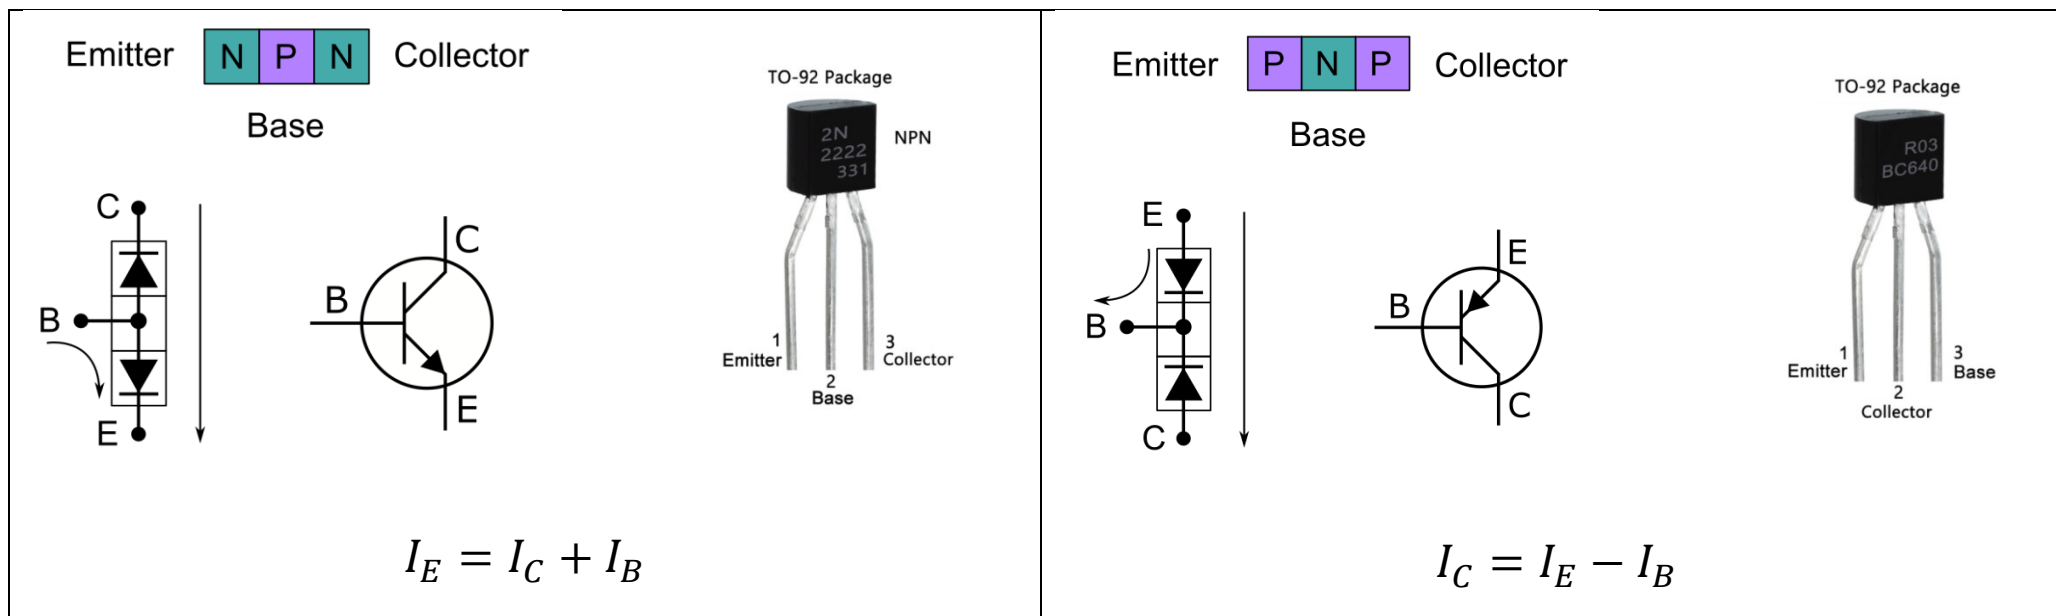 Emitter N P N Collector
Base
TO-92 Package
2N
2222
331
NPN
C
B
E
B
C
E
1
Emitter
2
Base
3
Collector
I_E = I_C + I_B
Emitter P N P Collector
Base
TO-92 Package
R03
BC640
E
B
C
B
E
C
1
Emitter
2
Collector
3
Base
I_C = I_E − I_B